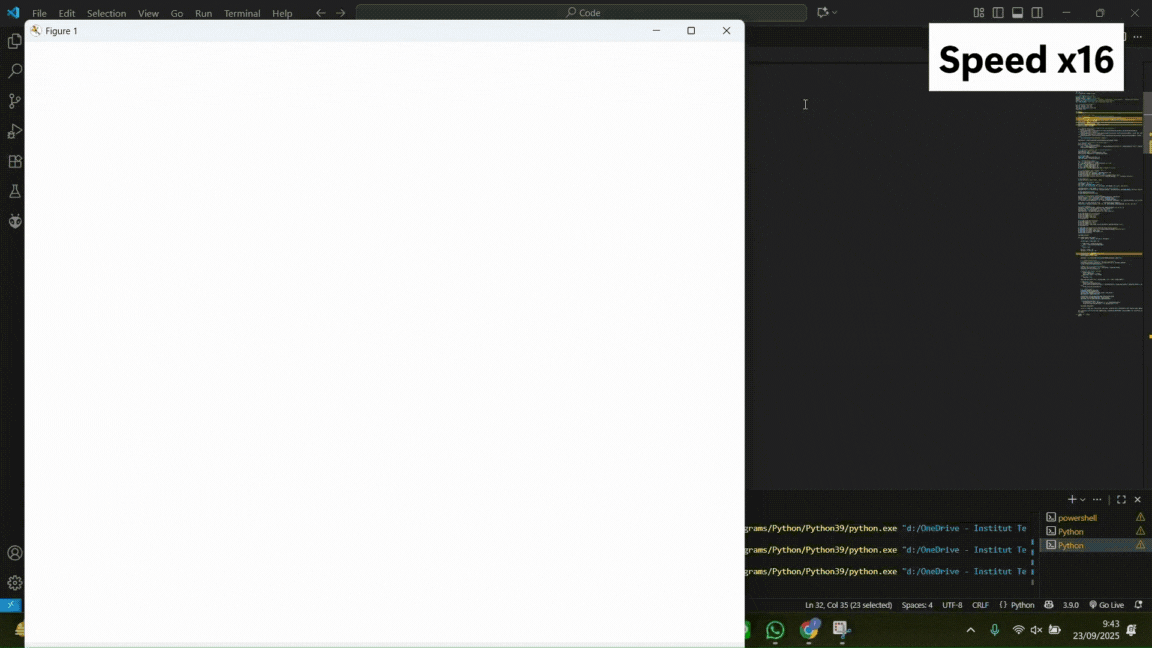 File Edit Selection View Go Run Terminal Help
Code
Figure 1
Speed x16
grams/Python/Python39/python.exe "d:/OneDrive - Institut Te
grams/Python/Python39/python.exe "d:/OneDrive - Institut Te
grams/Python/Python39/python.exe "d:/OneDrive - Institut Te
powershell
Python
Python
Ln 32, Col 35 (23 selected) Spaces: 4 UTF-8 CRLF {} Python 3.9.0 Go Live
9:43
23/09/2025